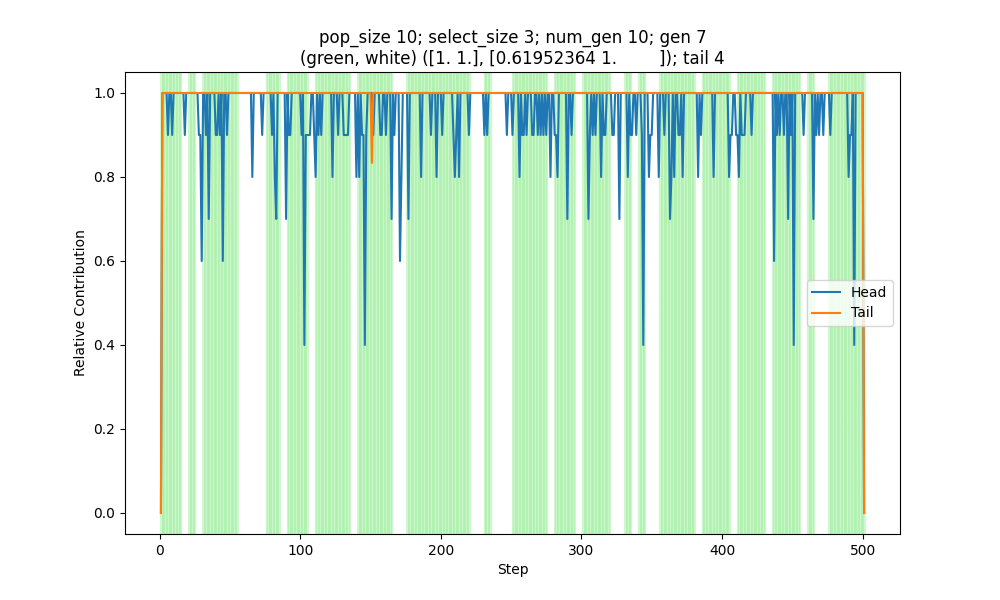 pop_size 10; select_size 3; num_gen 10; gen 7
(green, white) ([1. 1.], [0.61952364 1.         ]); tail 4
1.0
0.8
0.6
0.4
0.2
0.0
Relative Contribution
Head
Tail
0 100 200 300 400 500
Step